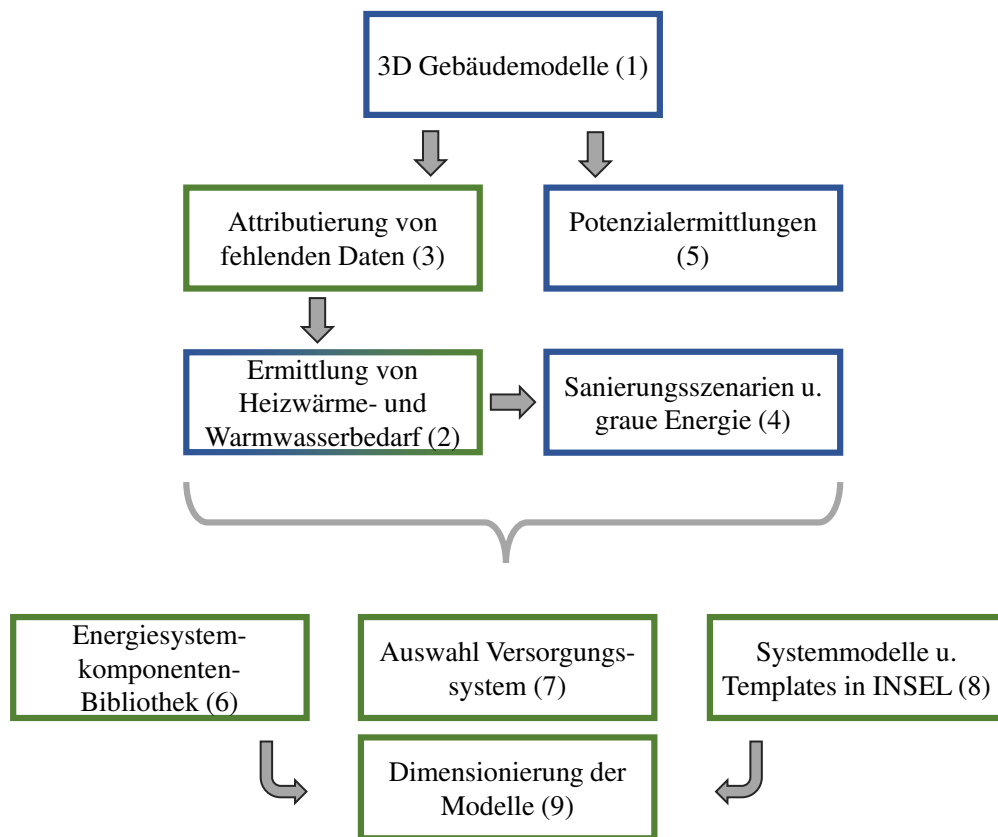 3D Gebäudemodelle (1)
Attributierung von
fehlenden Daten (3)
Potenzialermittlungen
(5)
Ermittlung von
Heizwärme- und
Warmwasserbedarf (2)
Sanierungsszenarien u.
graue Energie (4)
Energiesystem-
komponenten-
Bibliothek (6)
Auswahl Versorgungs-
system (7)
Systemmodelle u.
Templates in INSEL (8)
Dimensionierung der
Modelle (9)